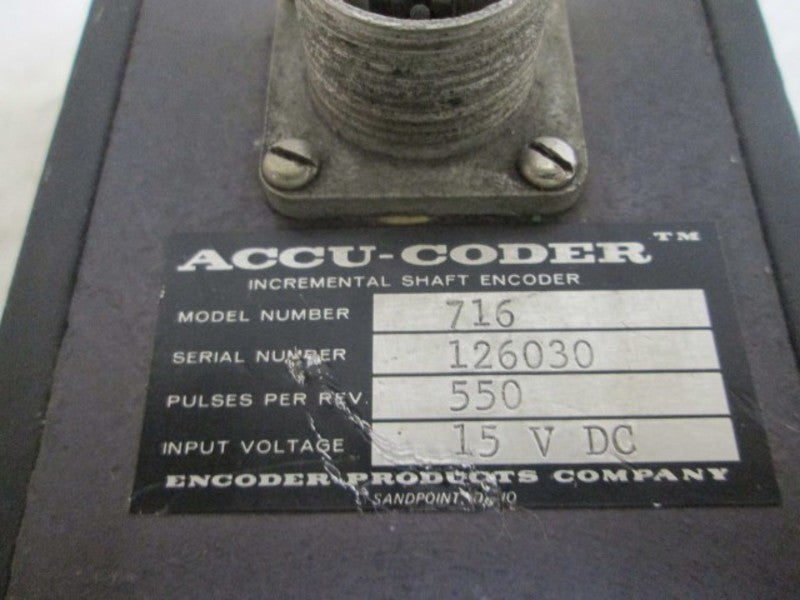 ACCU-CODER™
INCREMENTAL SHAFT ENCODER
MODEL NUMBER 716
SERIAL NUMBER 126030
PULSES PER REV. 550
INPUT VOLTAGE 15 V DC
ENCODER PRODUCTS COMPANY
SANDPOINT,